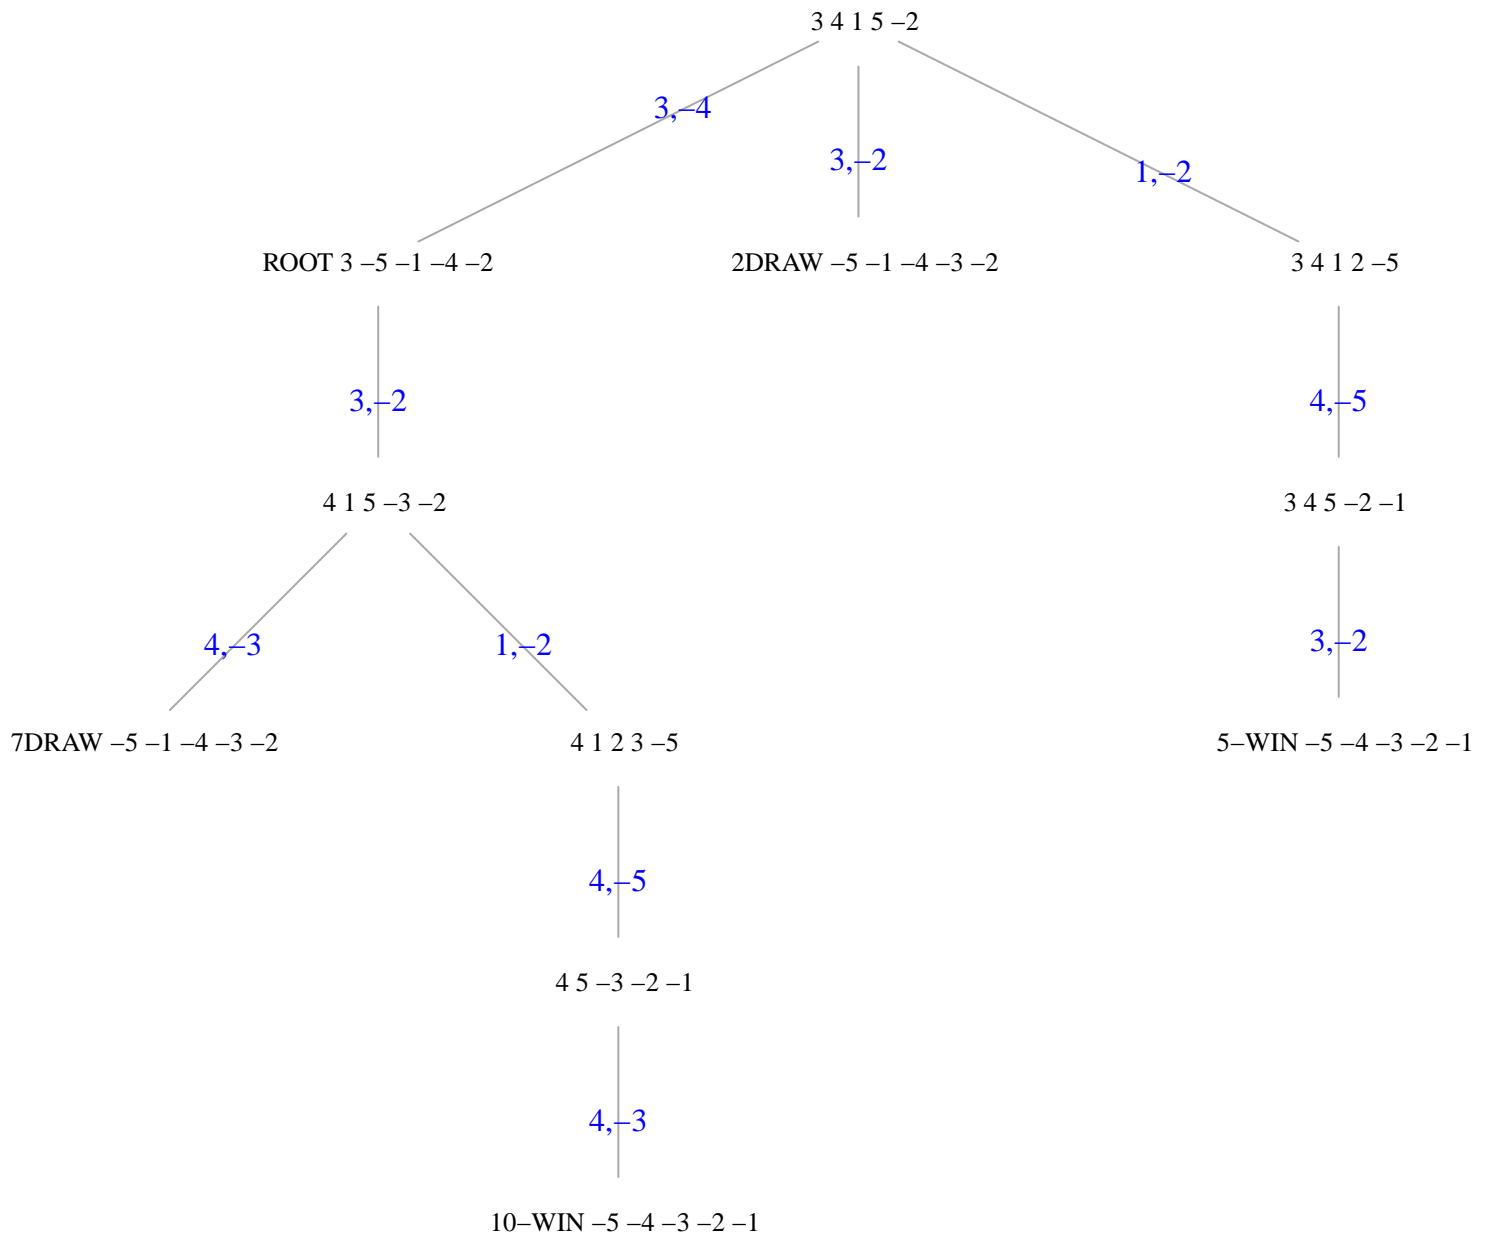 3 4 1 5 –2
3,–4
3,–2
1,–2
ROOT 3 –5 –1 –4 –2
2DRAW –5 –1 –4 –3 –2
3 4 1 2 –5
3,–2
4,–5
4 1 5 –3 –2
3 4 5 –2 –1
4,–3
1,–2
3,–2
7DRAW –5 –1 –4 –3 –2
4 1 2 3 –5
5–WIN –5 –4 –3 –2 –1
4,–5
4 5 –3 –2 –1
4,–3
10–WIN –5 –4 –3 –2 –1